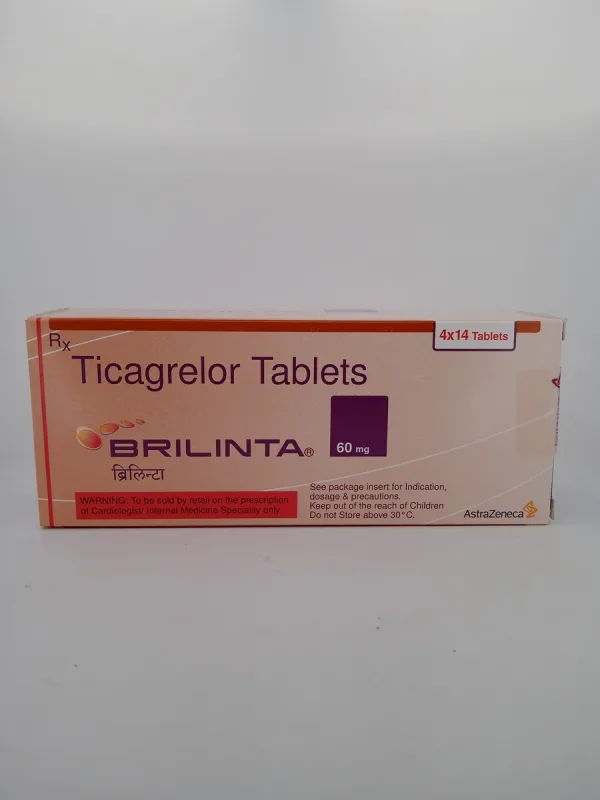 Rx
4x14 Tablets
Ticagrelor Tablets
BRILINTA®
60 mg
ब्रिलिन्टा
WARNING: To be sold by retail on the prescription
of Cardiologist/ Internal Medicine Speciality only
See package insert for Indication,
dosage & precautions.
Keep out of the reach of Children
Do not Store above 30°C.
AstraZeneca